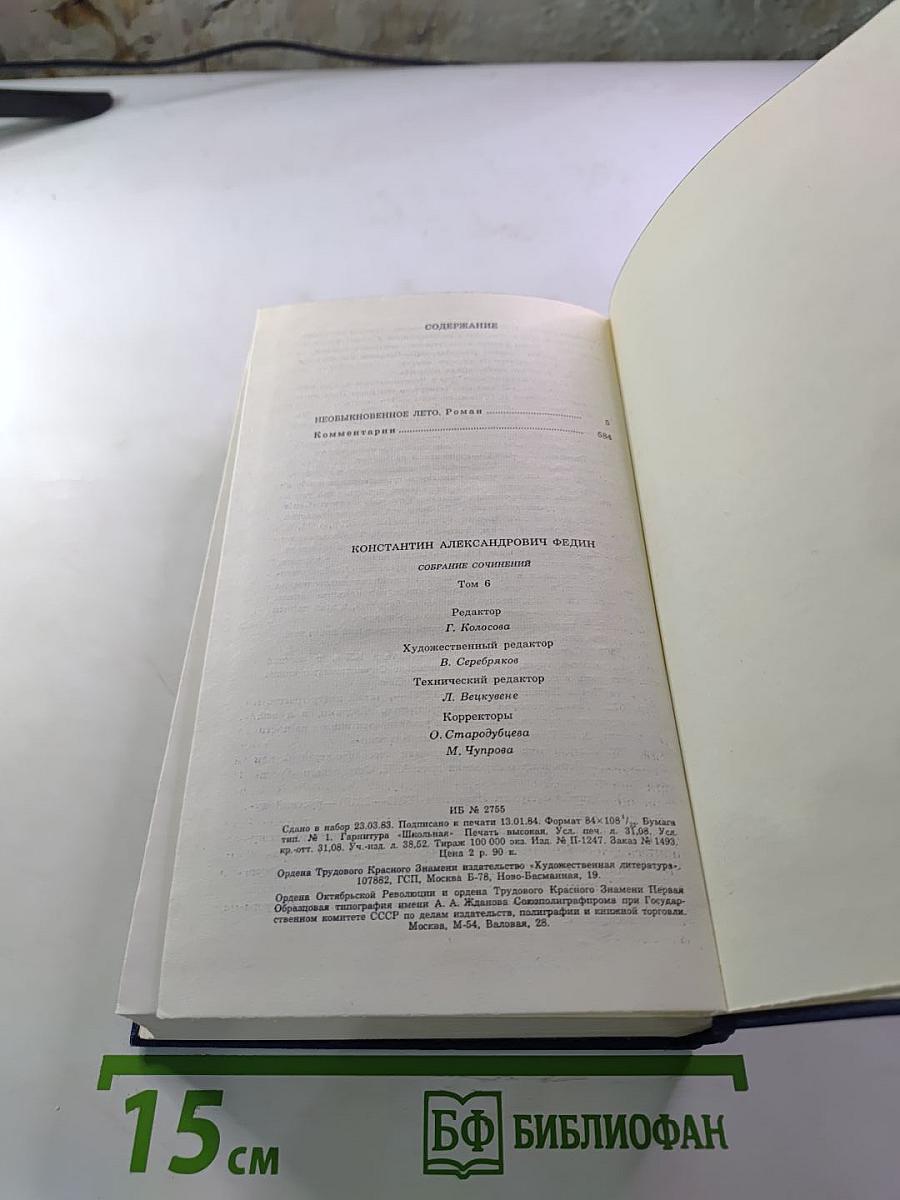 СОДЕРЖАНИЕ
НЕОБЫКНОВЕННОЕ ЛЕТО. Роман ........ 5
Комментарии ........ 584
КОНСТАНТИН АЛЕКСАНДРОВИЧ ФЕДИН
СОБРАНИЕ СОЧИНЕНИЙ
Том 6
Редактор
Г. Колосова
Художественный редактор
В. Серебряков
Технический редактор
Л. Вецкувене
Корректоры
О. Стародубцева
М. Чупрова
ИБ № 2755
Сдано в набор 23.03.83. Подписано к печати 13.01.84. Формат 84×108¹/₃₂. Бумага
тип. № 1. Гарнитура «Школьная» Печать высокая. Усл. печ. л. 31,08. Усл.
кр.-отт. 31,08. Уч.-изд. л. 38,52. Тираж 100 000 экз. Изд. № II-1247. Заказ № 1493.
Цена 2 р. 90 к.
Ордена Трудового Красного Знамени издательство «Художественная литература»,
107882, ГСП, Москва Б-78, Ново-Басманная, 19.
Ордена Октябрьской Революции и ордена Трудового Красного Знамени Первая
Образцовая типография имени А. А. Жданова Союзполиграфпрома при Государ-
ственном комитете СССР по делам издательств, полиграфии и книжной торговли.
Москва, М-54, Валовая, 28.
15 см
БФ БИБЛИОФАН